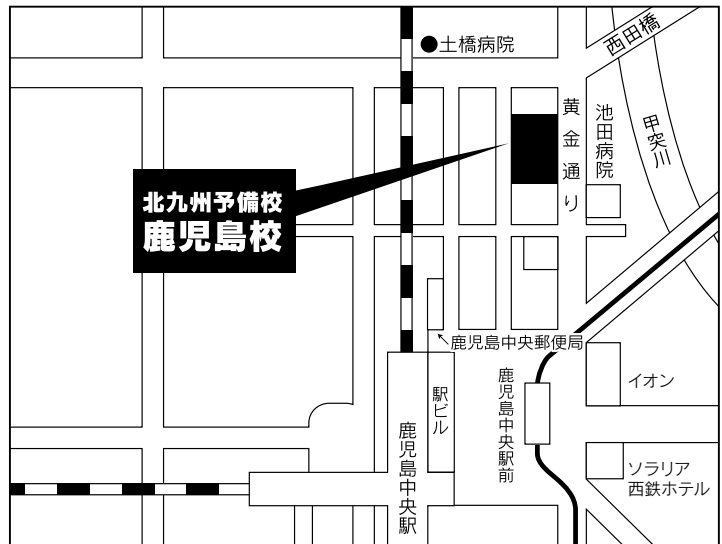 土橋病院
西田橋
黄金通り
池田病院
甲突川
北九州予備校
鹿児島校
鹿児島中央郵便局
駅ビル
鹿児島中央駅前
イオン
鹿児島中央駅
ソラリア
西鉄ホテル